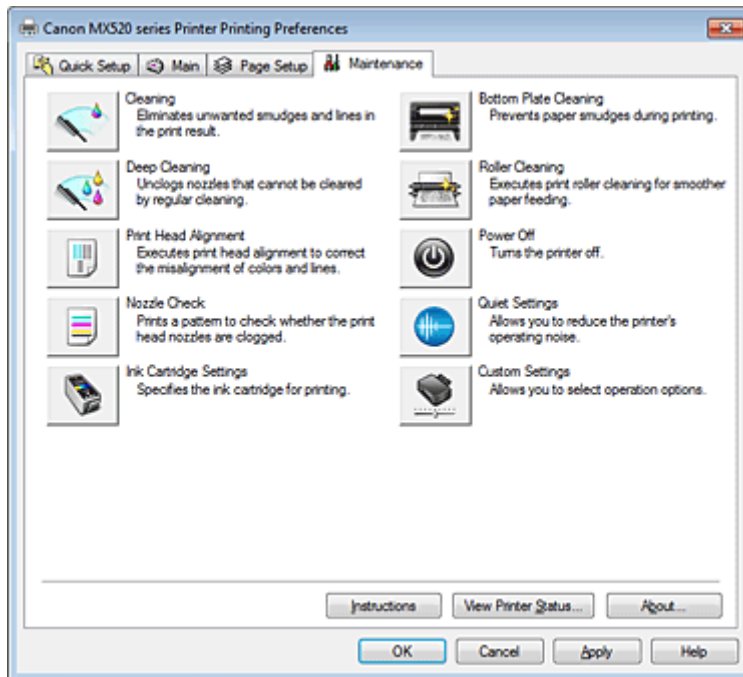 Canon MX520 series Printer Printing Preferences
Quick Setup Main Page Setup Maintenance
Cleaning
Eliminates unwanted smudges and lines in
the print result.
Deep Cleaning
Unclogs nozzles that cannot be cleared
by regular cleaning.
Print Head Alignment
Executes print head alignment to correct
the misalignment of colors and lines.
Nozzle Check
Prints a pattern to check whether the print
head nozzles are clogged.
Ink Cartridge Settings
Specifies the ink cartridge for printing.
Bottom Plate Cleaning
Prevents paper smudges during printing.
Roller Cleaning
Executes print roller cleaning for smoother
paper feeding.
Power Off
Turns the printer off.
Quiet Settings
Allows you to reduce the printer's
operating noise.
Custom Settings
Allows you to select operation options.
Instructions View Printer Status... About...
OK Cancel Apply Help